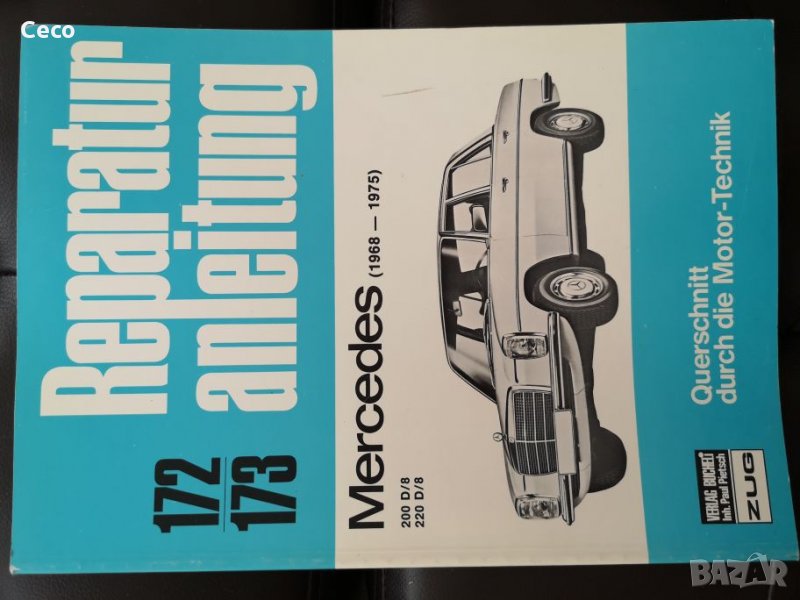 Ceco
Reparatur
anleitung
172
173
Mercedes (1968 – 1975)
200 D/8
220 D/8
Querschnitt
durch die Motor-Technik
VERLAG BUCHELI
Inh. Paul Pietsch
ZUG
BAZAR